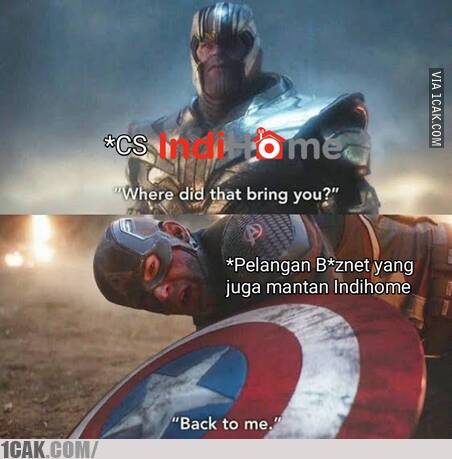 VIA 1CAK.COM
*CS IndiHome
"Where did that bring you?"
*Pelangan B*znet yang
juga mantan Indihome
"Back to me."
1CAK.COM/